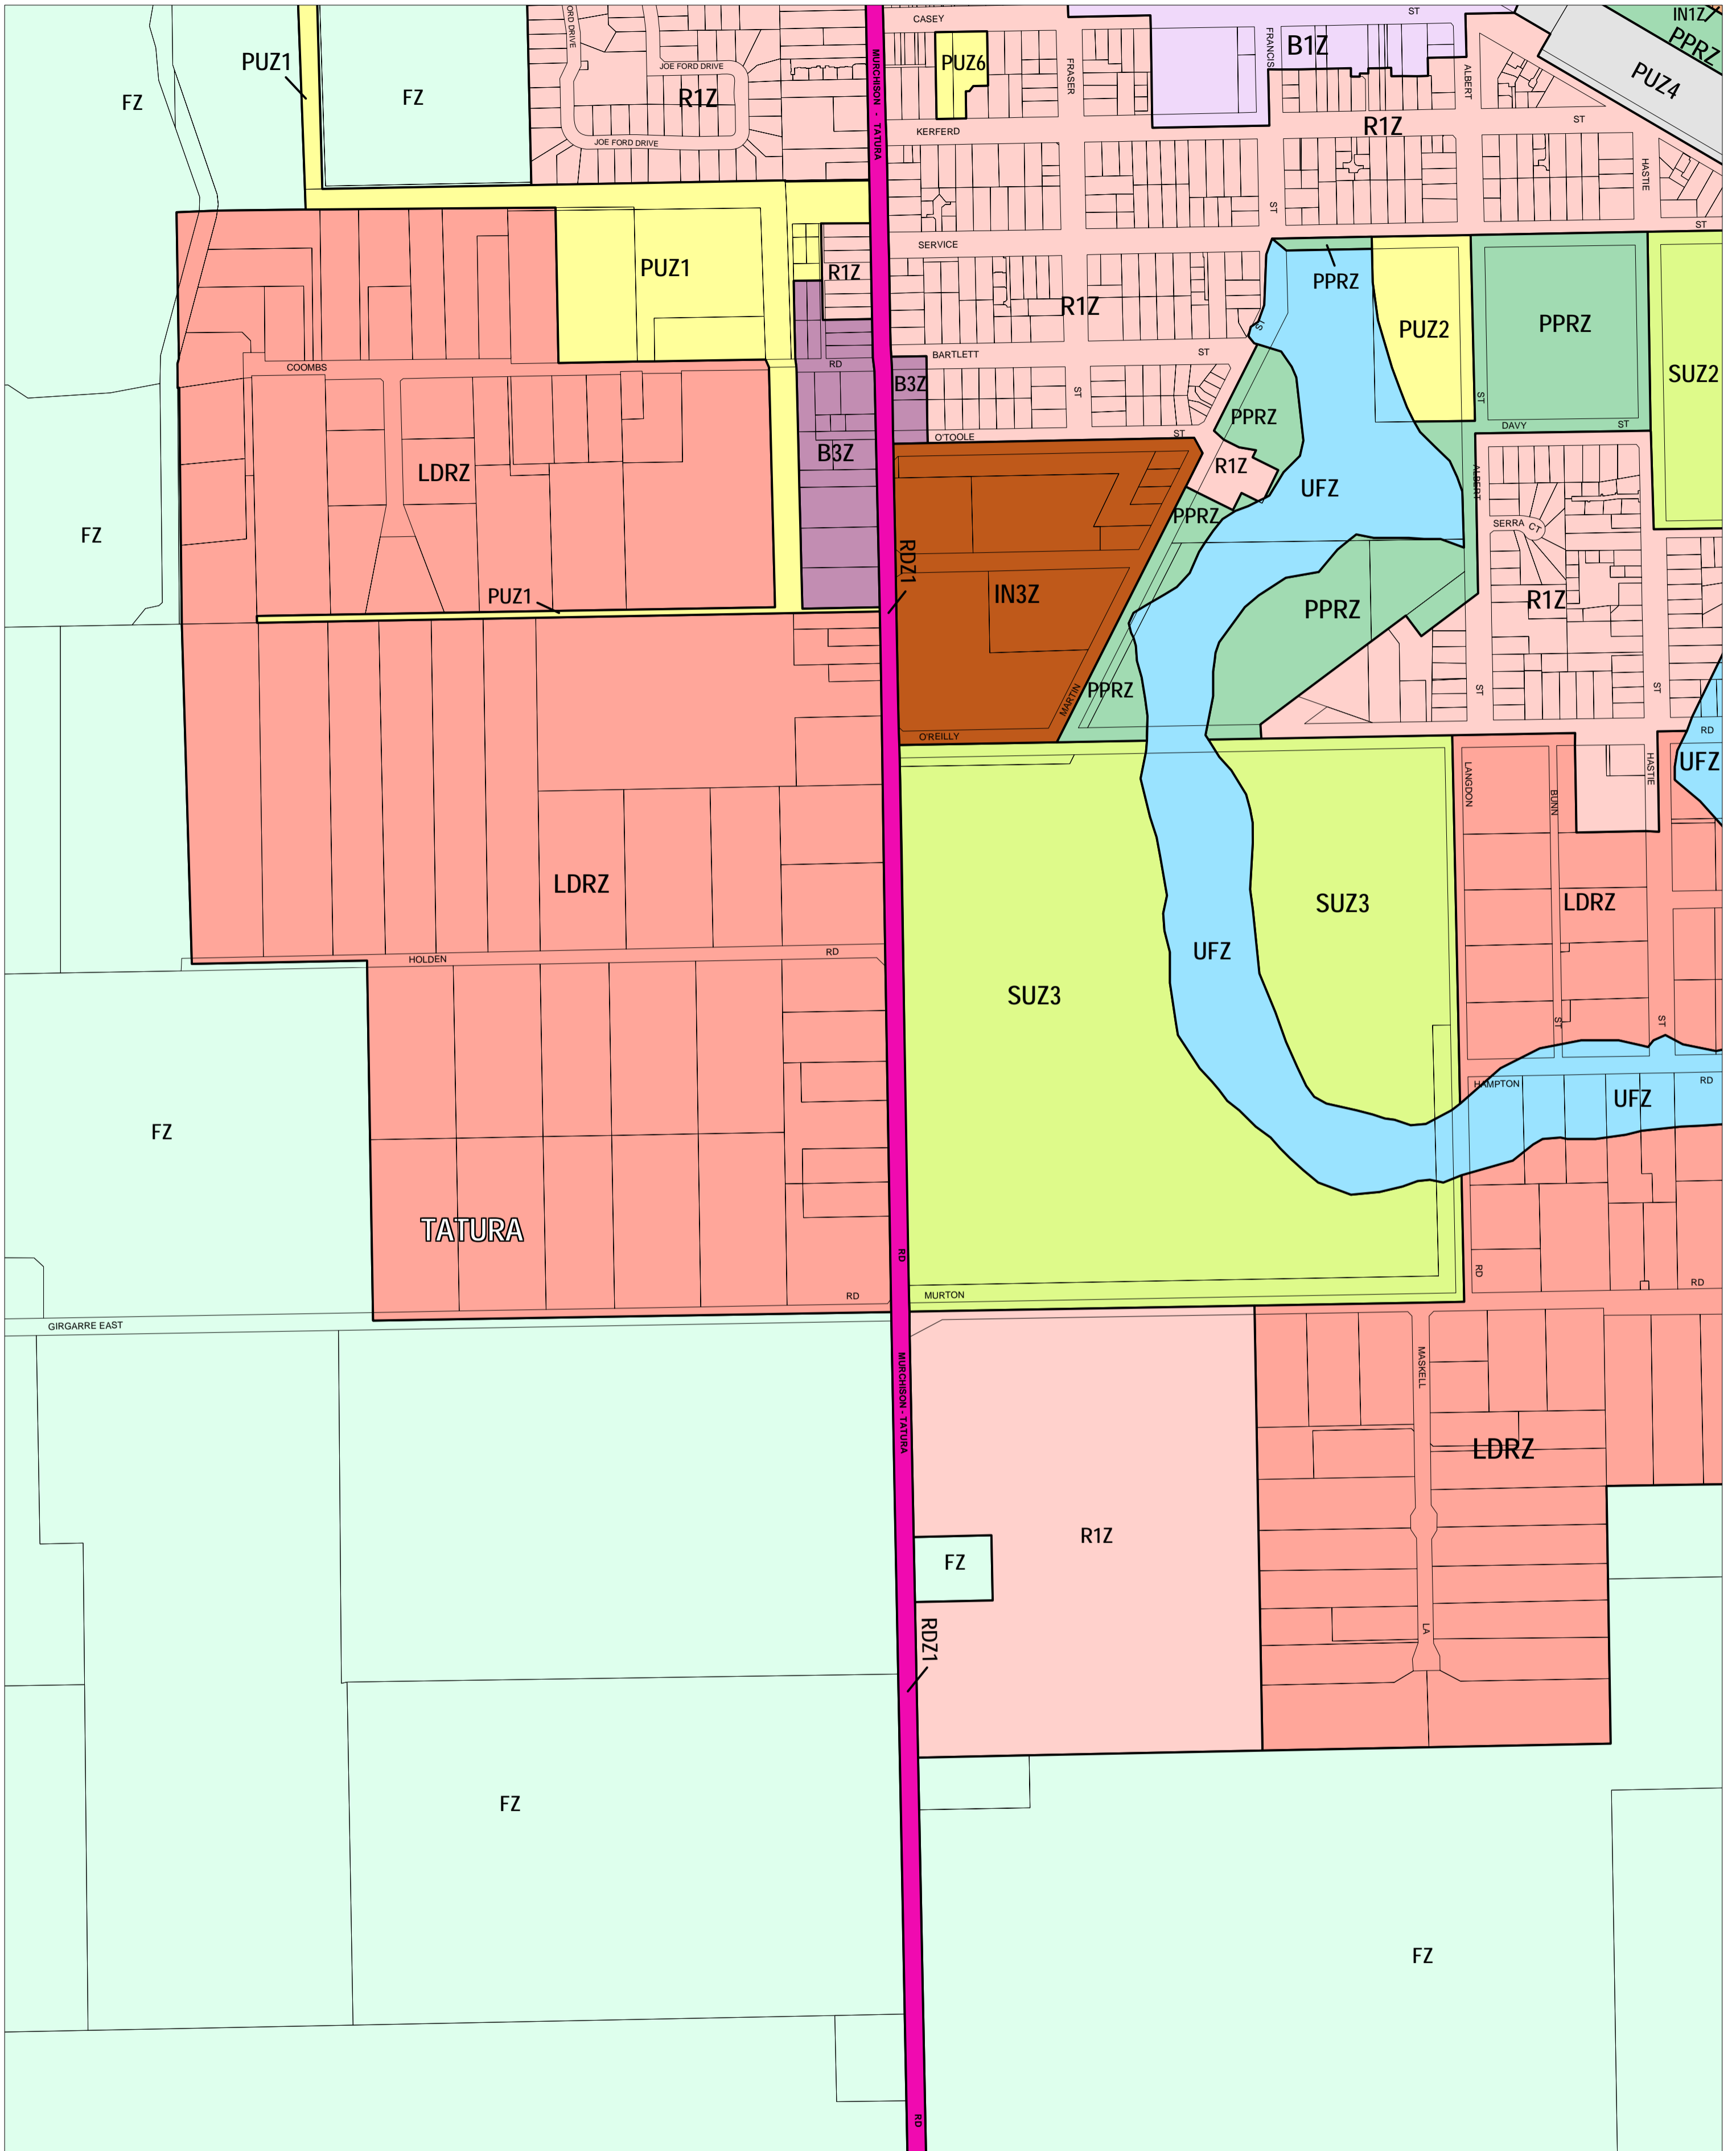 CASEY
ST
IN1Z
PPRZ
FORD DRIVE
MURCHISON - TATURA
FRANCIS
B1Z
PUZ1
PUZ6
FRASER
ALBERT
PUZ4
JOE FORD DRIVE
FZ
FZ
R1Z
R1Z
ST
KERFERD
JOE FORD DRIVE
HASTIE
ST
ST
SERVICE
PUZ1
R1Z
PPRZ
R1Z
ST
PPRZ
PUZ2
SUZ2
BARTLETT
ST
COOMBS
RD
B3Z
ST
ST
PPRZ
DAVY
ST
O'TOOLE
ST
B3Z
LDRZ
R1Z
ALBERT
UFZ
PPRZ
SERRA CT
FZ
RDZ1
PUZ1
IN3Z
PPRZ
R1Z
PPRZ
MARTIN
ST
ST
O'REILLY
RD
UFZ
LANGDON
BUNN
HASTIE
LDRZ
SUZ3
LDRZ
HOLDEN
RD
UFZ
SUZ3
ST
ST
HAMPTON
RD
UFZ
FZ
TATURA
RD
RD
RD
RD
MURTON
GIRGARRE EAST
MURCHISON - TATURA
MASKELL
LDRZ
R1Z
FZ
RDZ1
LA
FZ
FZ
RD